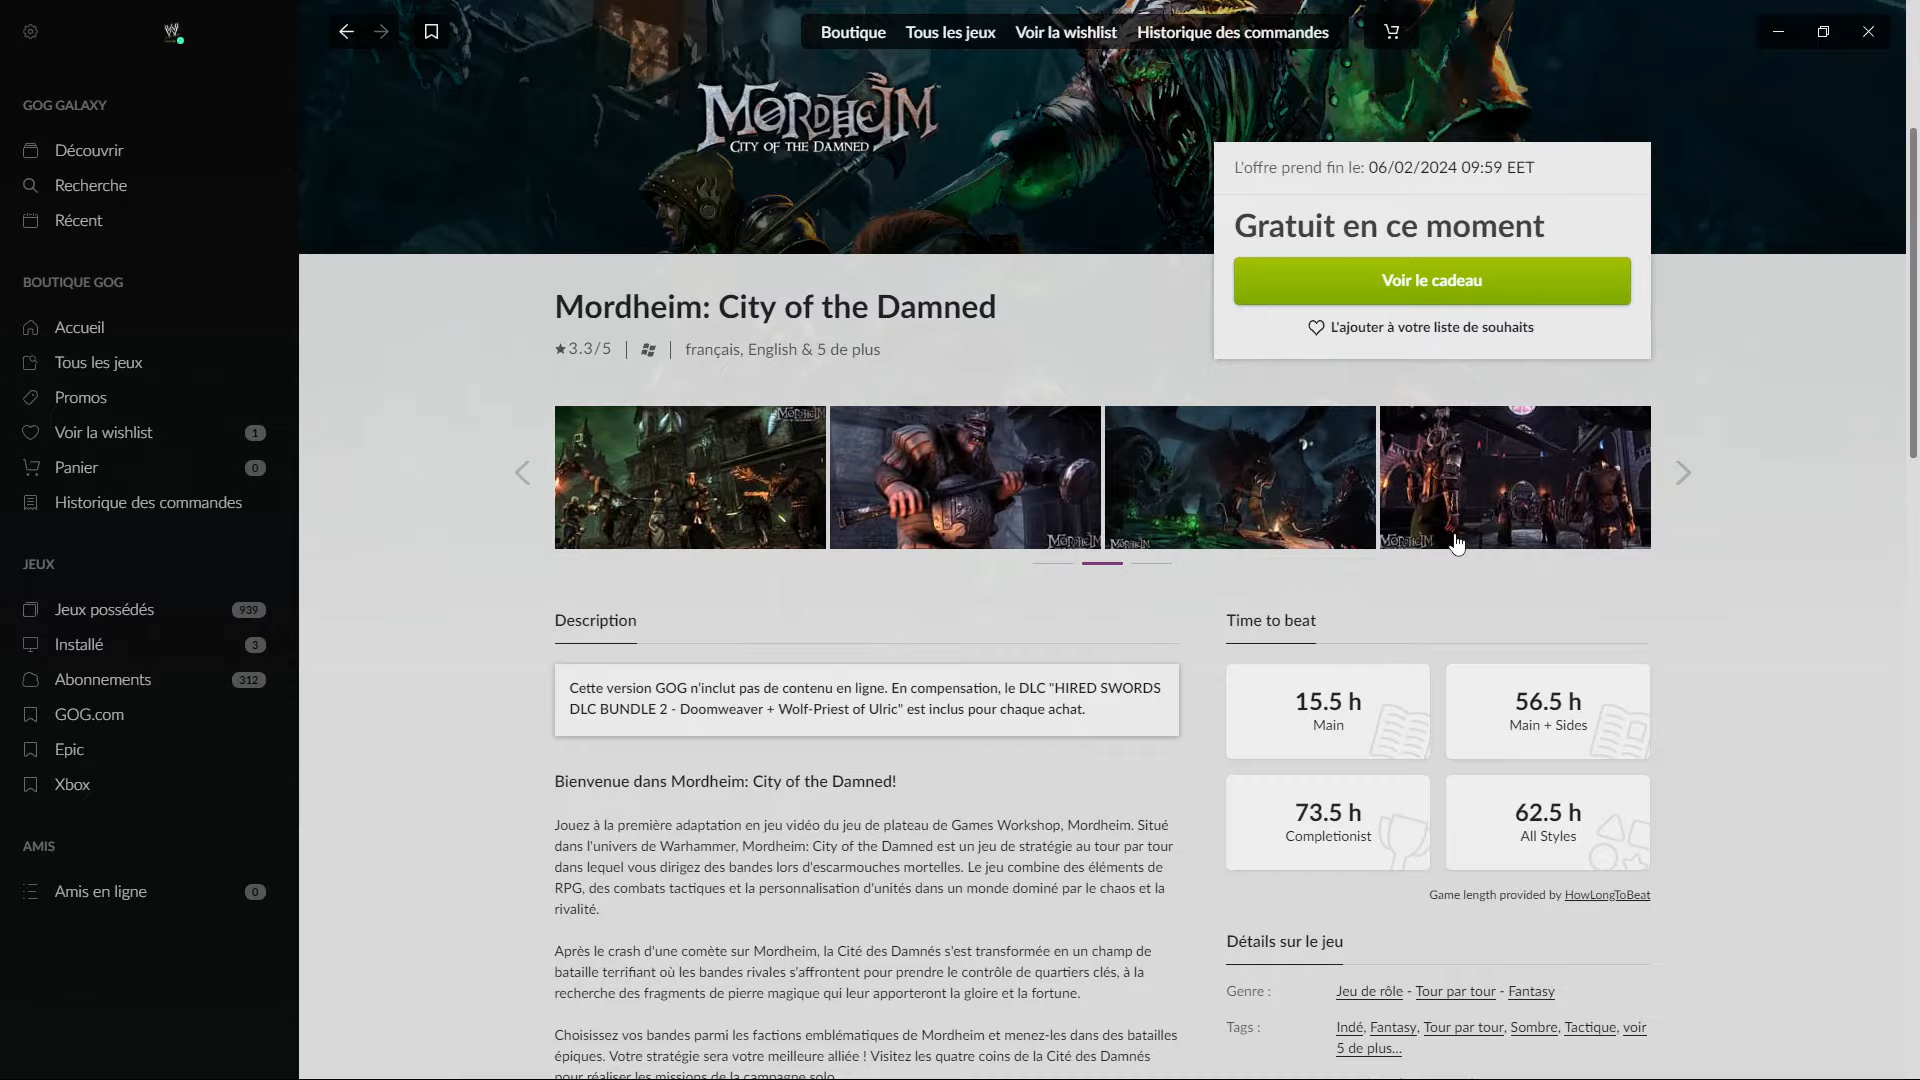 Boutique Tous les jeux Voir la wishlist Historique des commandes
GOG GALAXY
Découvrir
Recherche
Récent
BOUTIQUE GOG
Accueil
Tous les jeux
Promos
Voir la wishlist 1
Panier 0
Historique des commandes
JEUX
Jeux possédés 939
Installé 3
Abonnements 312
GOG.com
Epic
Xbox
AMIS
Amis en ligne 0
MORDHEIM
CITY OF THE DAMNED
L'offre prend fin le: 06/02/2024 09:59 EET
Gratuit en ce moment
Voir le cadeau
L'ajouter à votre liste de souhaits
Mordheim: City of the Damned
3.3/5 | | français, English & 5 de plus
MORDHEIM
MORDHEIM
MORDHEIM
MORDHEIM
Description
Cette version GOG n'inclut pas de contenu en ligne. En compensation, le DLC "HIRED SWORDS
DLC BUNDLE 2 - Doomweaver + Wolf-Priest of Ulric" est inclus pour chaque achat.
Bienvenue dans Mordheim: City of the Damned!
Jouez à la première adaptation en jeu vidéo du jeu de plateau de Games Workshop, Mordheim. Situé
dans l'univers de Warhammer, Mordheim: City of the Damned est un jeu de stratégie au tour par tour
dans lequel vous dirigez des bandes lors d'escarmouches mortelles. Le jeu combine des éléments de
RPG, des combats tactiques et la personnalisation d'unités dans un monde dominé par le chaos et la
rivalité.
Après le crash d'une comète sur Mordheim, la Cité des Damnés s'est transformée en un champ de
bataille terrifiant où les bandes rivales s'affrontent pour prendre le contrôle de quartiers clés, à la
recherche des fragments de pierre magique qui leur apporteront la gloire et la fortune.
Choisissez vos bandes parmi les factions emblématiques de Mordheim et menez-les dans des batailles
épiques. Votre stratégie sera votre meilleure alliée ! Visitez les quatre coins de la Cité des Damnés
pour réaliser les missions de la campagne solo.
Time to beat
15.5 h
Main
56.5 h
Main + Sides
73.5 h
Completionist
62.5 h
All Styles
Game length provided by HowLongToBeat
Détails sur le jeu
Genre : Jeu de rôle - Tour par tour - Fantasy
Tags : Indé, Fantasy, Tour par tour, Sombre, Tactique, voir
5 de plus...